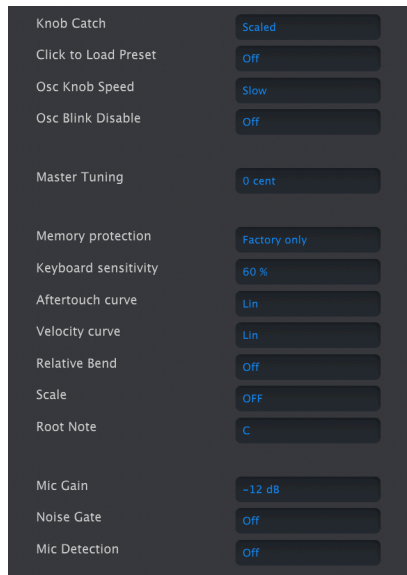 Knob Catch Scaled
Click to Load Preset Off
Osc Knob Speed Slow
Osc Blink Disable Off
Master Tuning 0 cent
Memory protection Factory only
Keyboard sensitivity 60 %
Aftertouch curve Lin
Velocity curve Lin
Relative Bend Off
Scale OFF
Root Note C
Mic Gain -12 dB
Noise Gate Off
Mic Detection Off